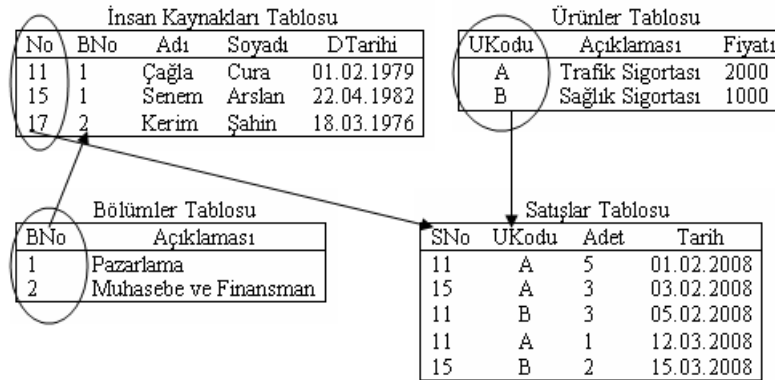 İnsan Kaynakları Tablosu
No BNo Adı Soyadı DTarihi
11 1 Çağla Cura 01.02.1979
15 1 Senem Arslan 22.04.1982
17 2 Kerim Şahin 18.03.1976
Ürünler Tablosu
UKodu Açıklaması Fiyatı
A Trafik Sigortası 2000
B Sağlık Sigortası 1000
Bölümler Tablosu
BNo Açıklaması
1 Pazarlama
2 Muhasebe ve Finansman
Satışlar Tablosu
SNo UKodu Adet Tarih
11 A 5 01.02.2008
15 A 3 03.02.2008
11 B 3 05.02.2008
11 A 1 12.03.2008
15 B 2 15.03.2008